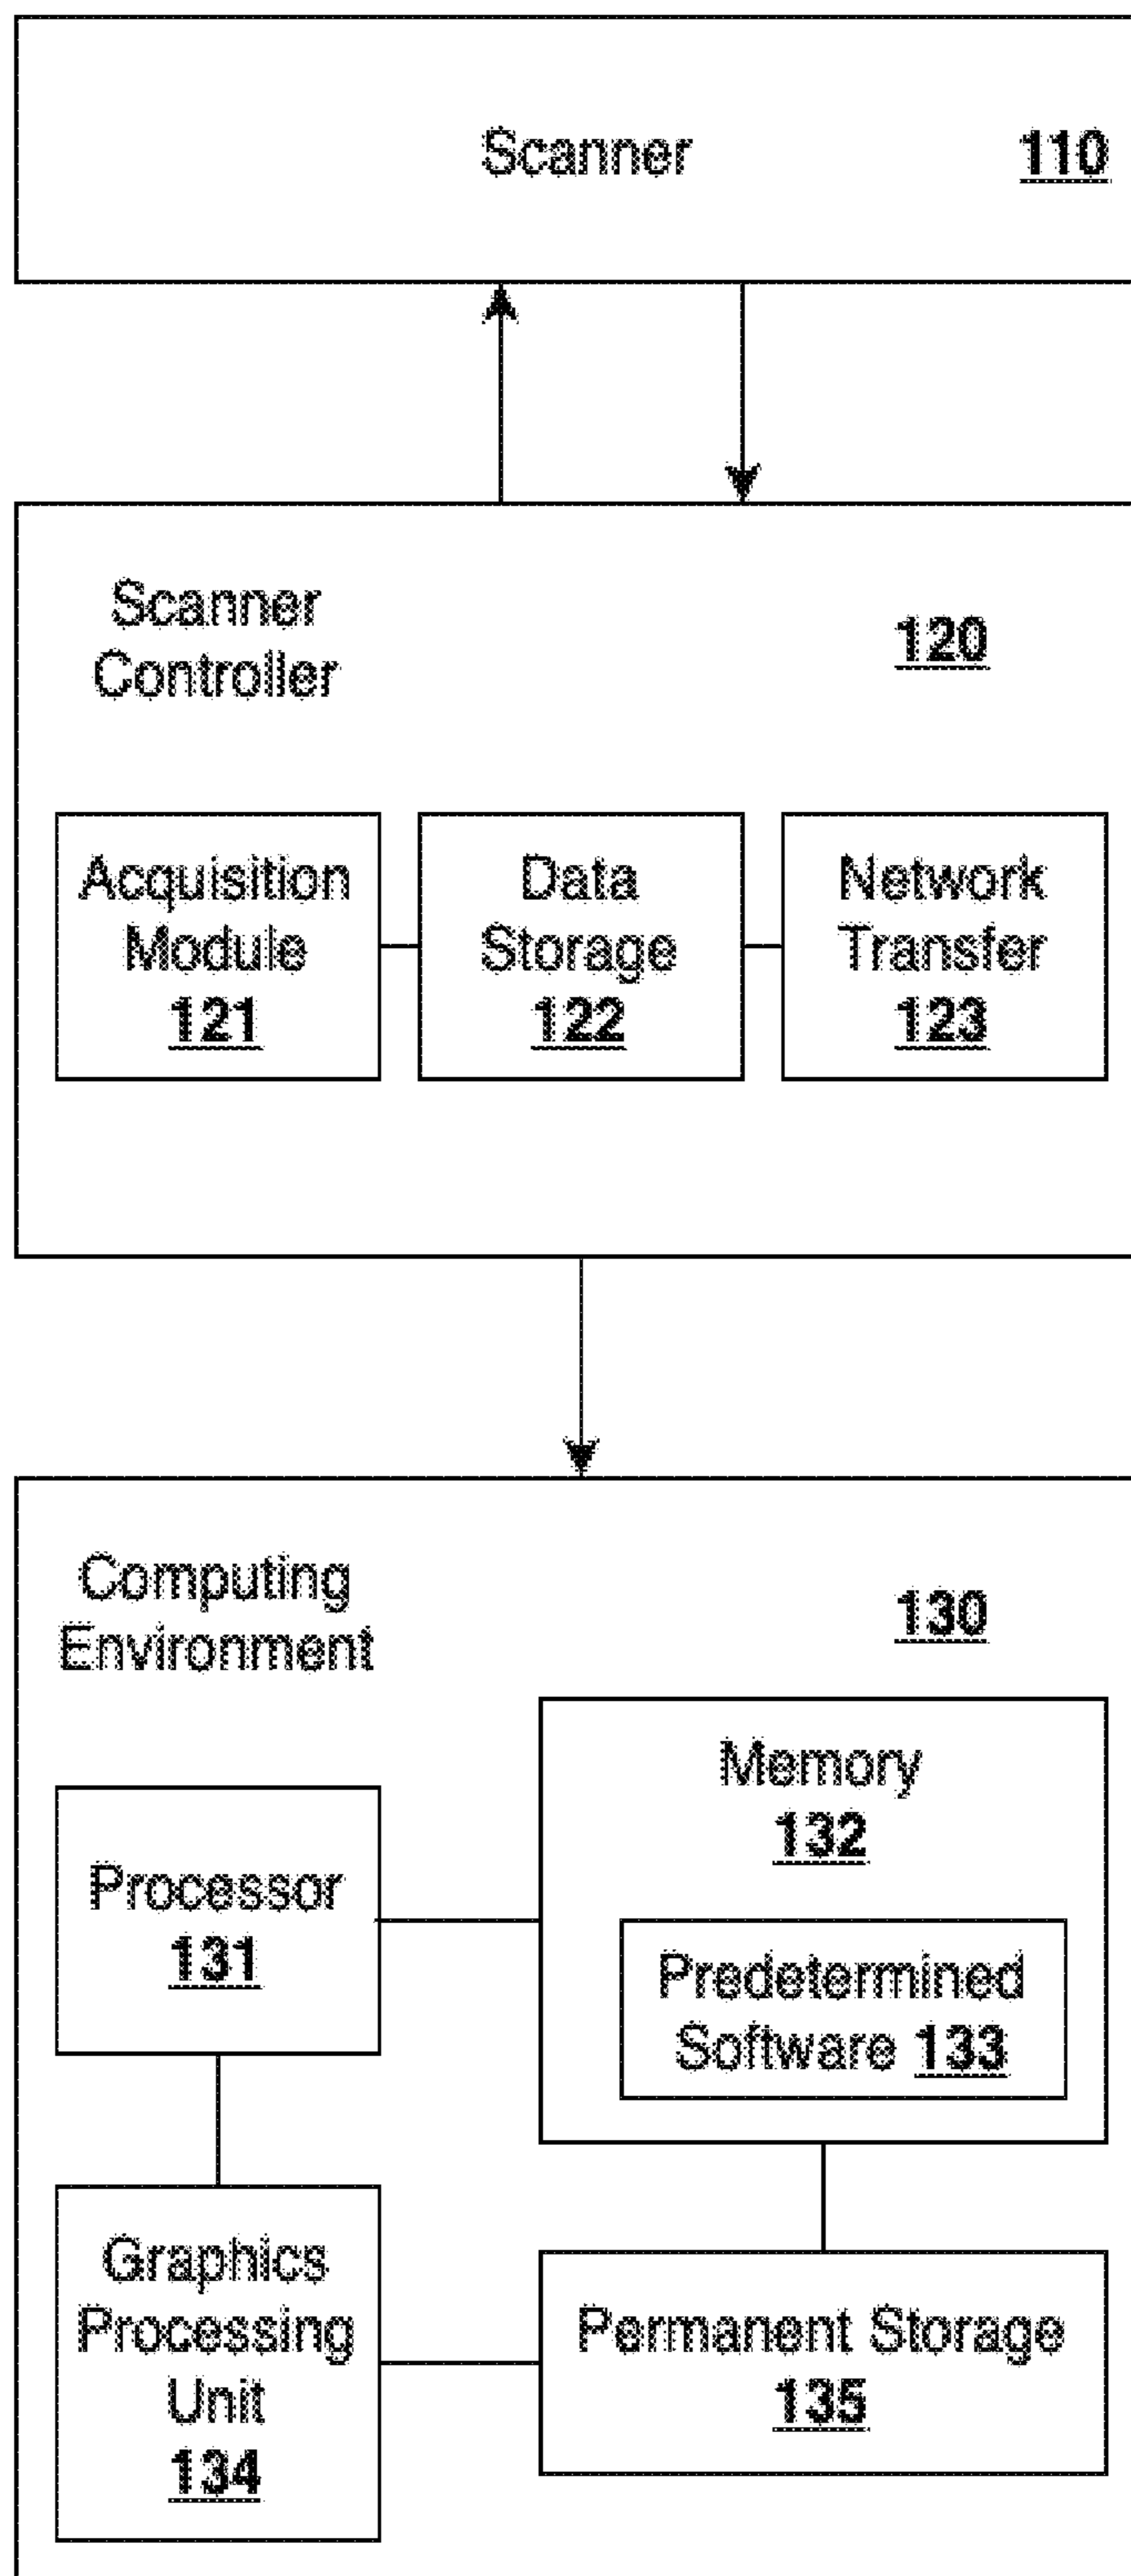 Scanner 110
Scanner
Controller
120
Acquisition
Module
121
Data
Storage
122
Network
Transfer
123
Computing
Environment
130
Memory
132
Processor
131
Predetermined
Software 133
Graphics
Processing
Unit
134
Permanent Storage
135